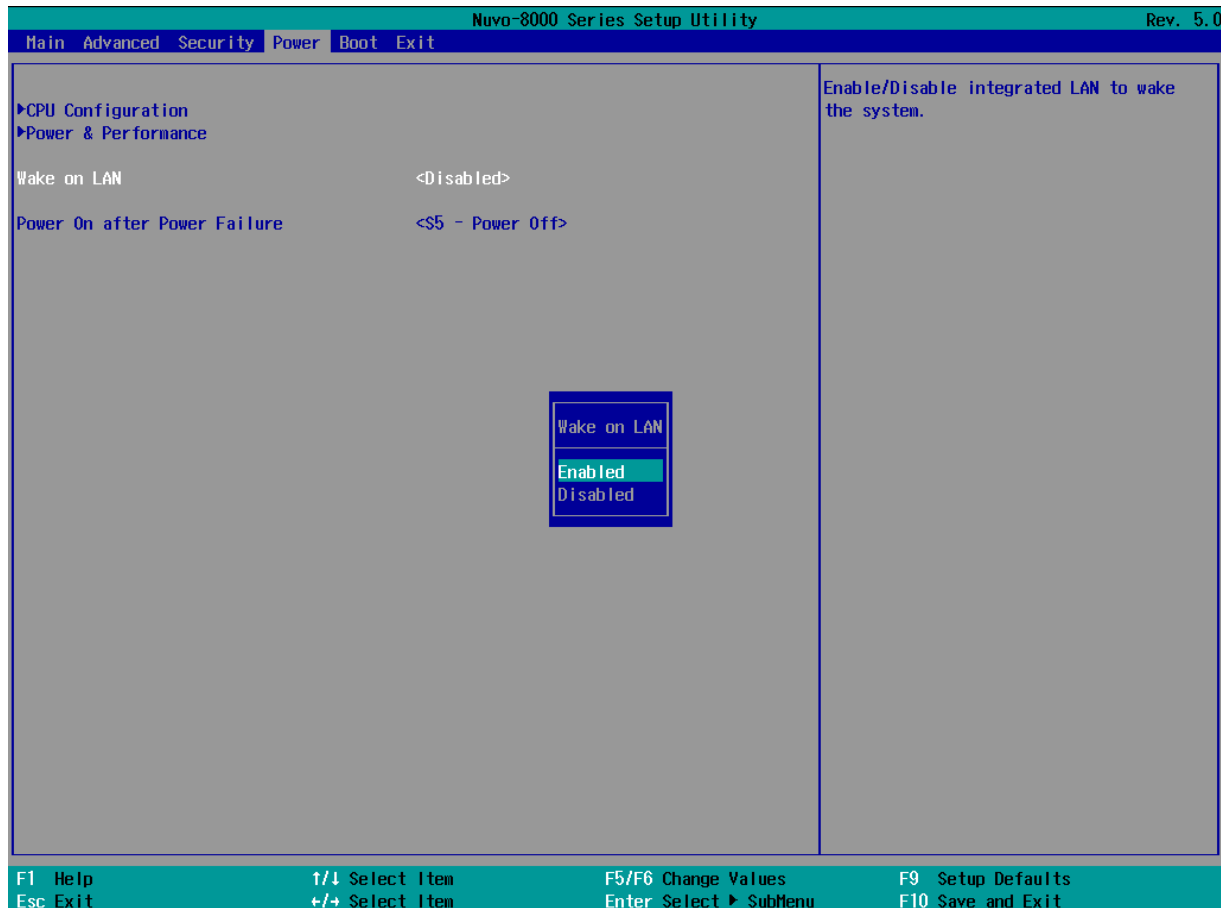 Nuvo-8000 Series Setup Utility Rev. 5.0
Main Advanced Security Power Boot Exit
▶CPU Configuration
▶Power & Performance
Wake on LAN <Disabled>
Power On after Power Failure <S5 - Power Off>
Enable/Disable integrated LAN to wake
the system.
Wake on LAN
Enabled
Disabled
F1 Help ↑/↓ Select Item F5/F6 Change Values F9 Setup Defaults
Esc Exit ←/→ Select Item Enter Select ▶ SubMenu F10 Save and Exit